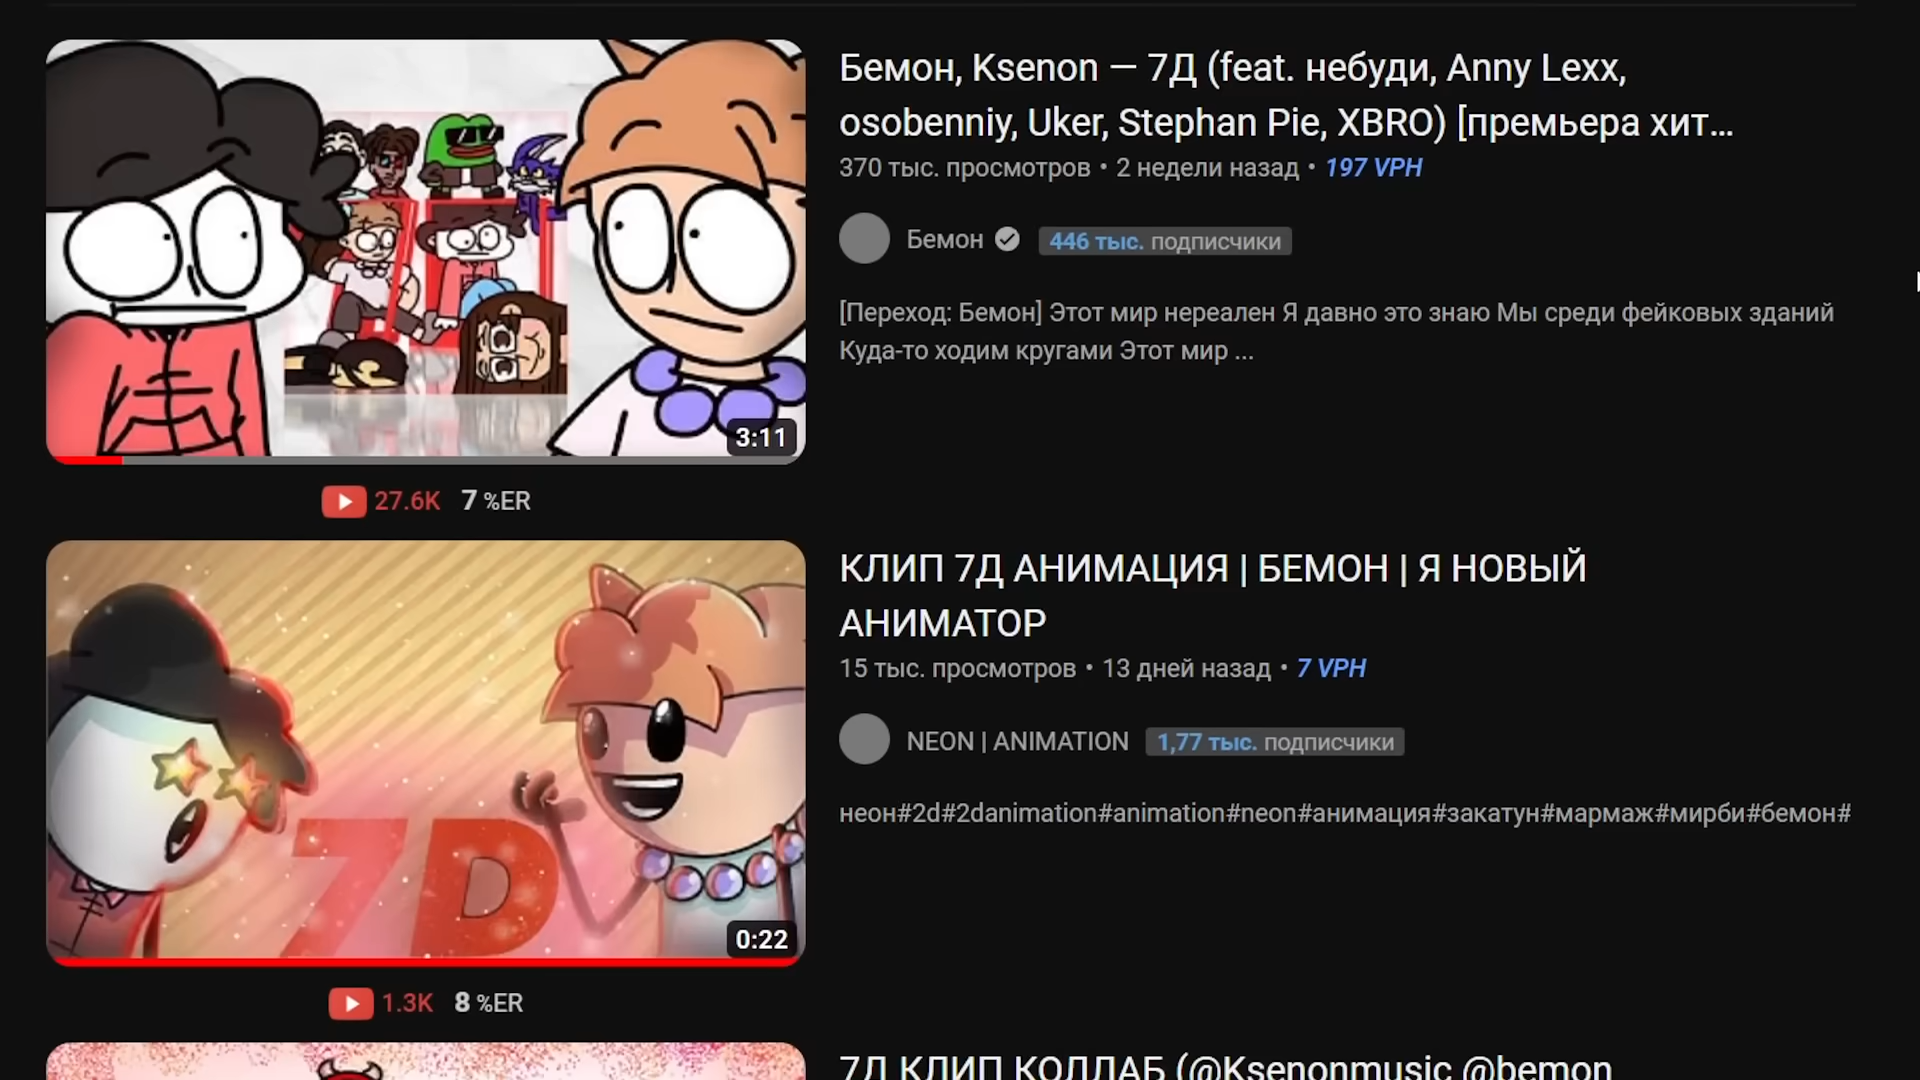 Бемон, Ksenon — 7Д (feat. небуди, Anny Lexx,
osobenniy, Uker, Stephan Pie, XBRO) [премьера хит...
370 тыс. просмотров • 2 недели назад • 197 VPH
Бемон 446 тыс. подписчики
[Переход: Бемон] Этот мир нереален Я давно это знаю Мы среди фейковых зданий
Куда-то ходим кругами Этот мир ...
3:11
27.6K 7 %ER
КЛИП 7Д АНИМАЦИЯ | БЕМОН | Я НОВЫЙ
АНИМАТОР
15 тыс. просмотров • 13 дней назад • 7 VPH
NEON | ANIMATION 1,77 тыс. подписчики
неон#2d#2danimation#animation#neon#анимация#закатун#мармаж#мирби#бемон#
7D
0:22
1.3K 8 %ER
7Д КЛИП КОЛЛАБ (@Ksenonmusic @bemon